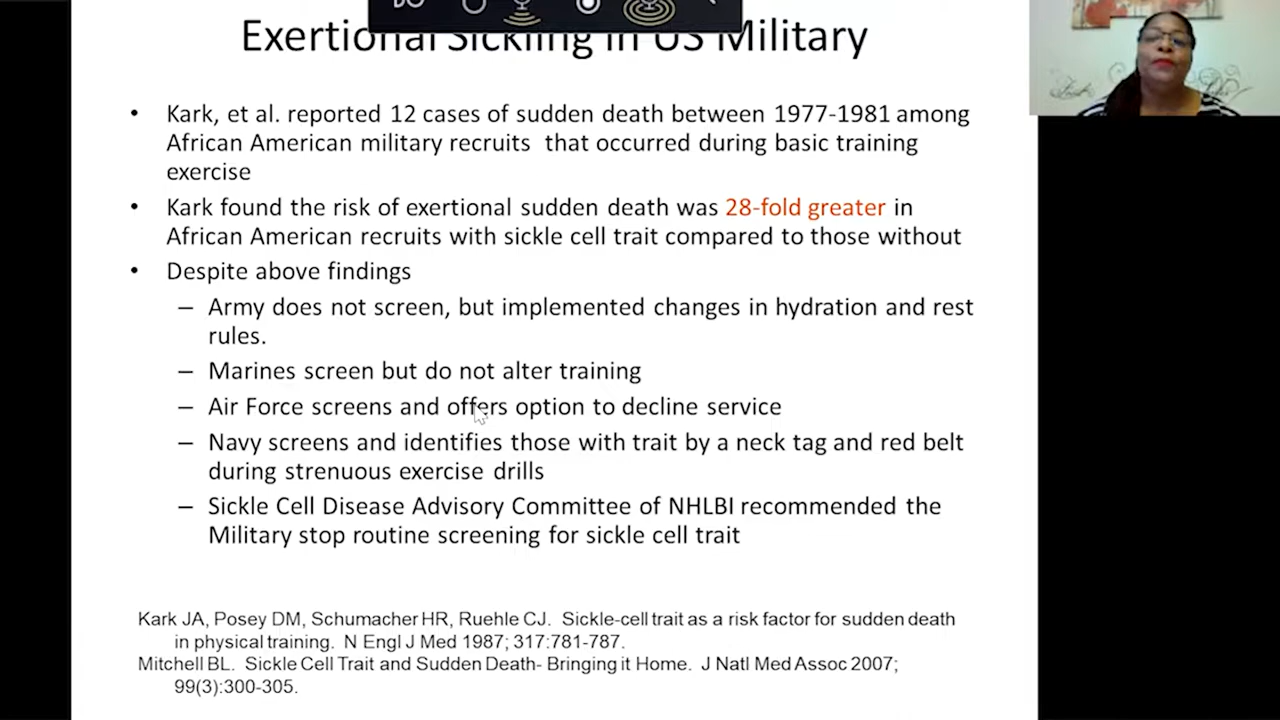 Exertional Sickling in US Military
• Kark, et al. reported 12 cases of sudden death between 1977-1981 among
African American military recruits that occurred during basic training
exercise
• Kark found the risk of exertional sudden death was 28-fold greater in
African American recruits with sickle cell trait compared to those without
• Despite above findings
– Army does not screen, but implemented changes in hydration and rest
rules.
– Marines screen but do not alter training
– Air Force screens and offers option to decline service
– Navy screens and identifies those with trait by a neck tag and red belt
during strenuous exercise drills
– Sickle Cell Disease Advisory Committee of NHLBI recommended the
Military stop routine screening for sickle cell trait
Kark JA, Posey DM, Schumacher HR, Ruehle CJ. Sickle-cell trait as a risk factor for sudden death
in physical training. N Engl J Med 1987; 317:781-787.
Mitchell BL. Sickle Cell Trait and Sudden Death- Bringing it Home. J Natl Med Assoc 2007;
99(3):300-305.